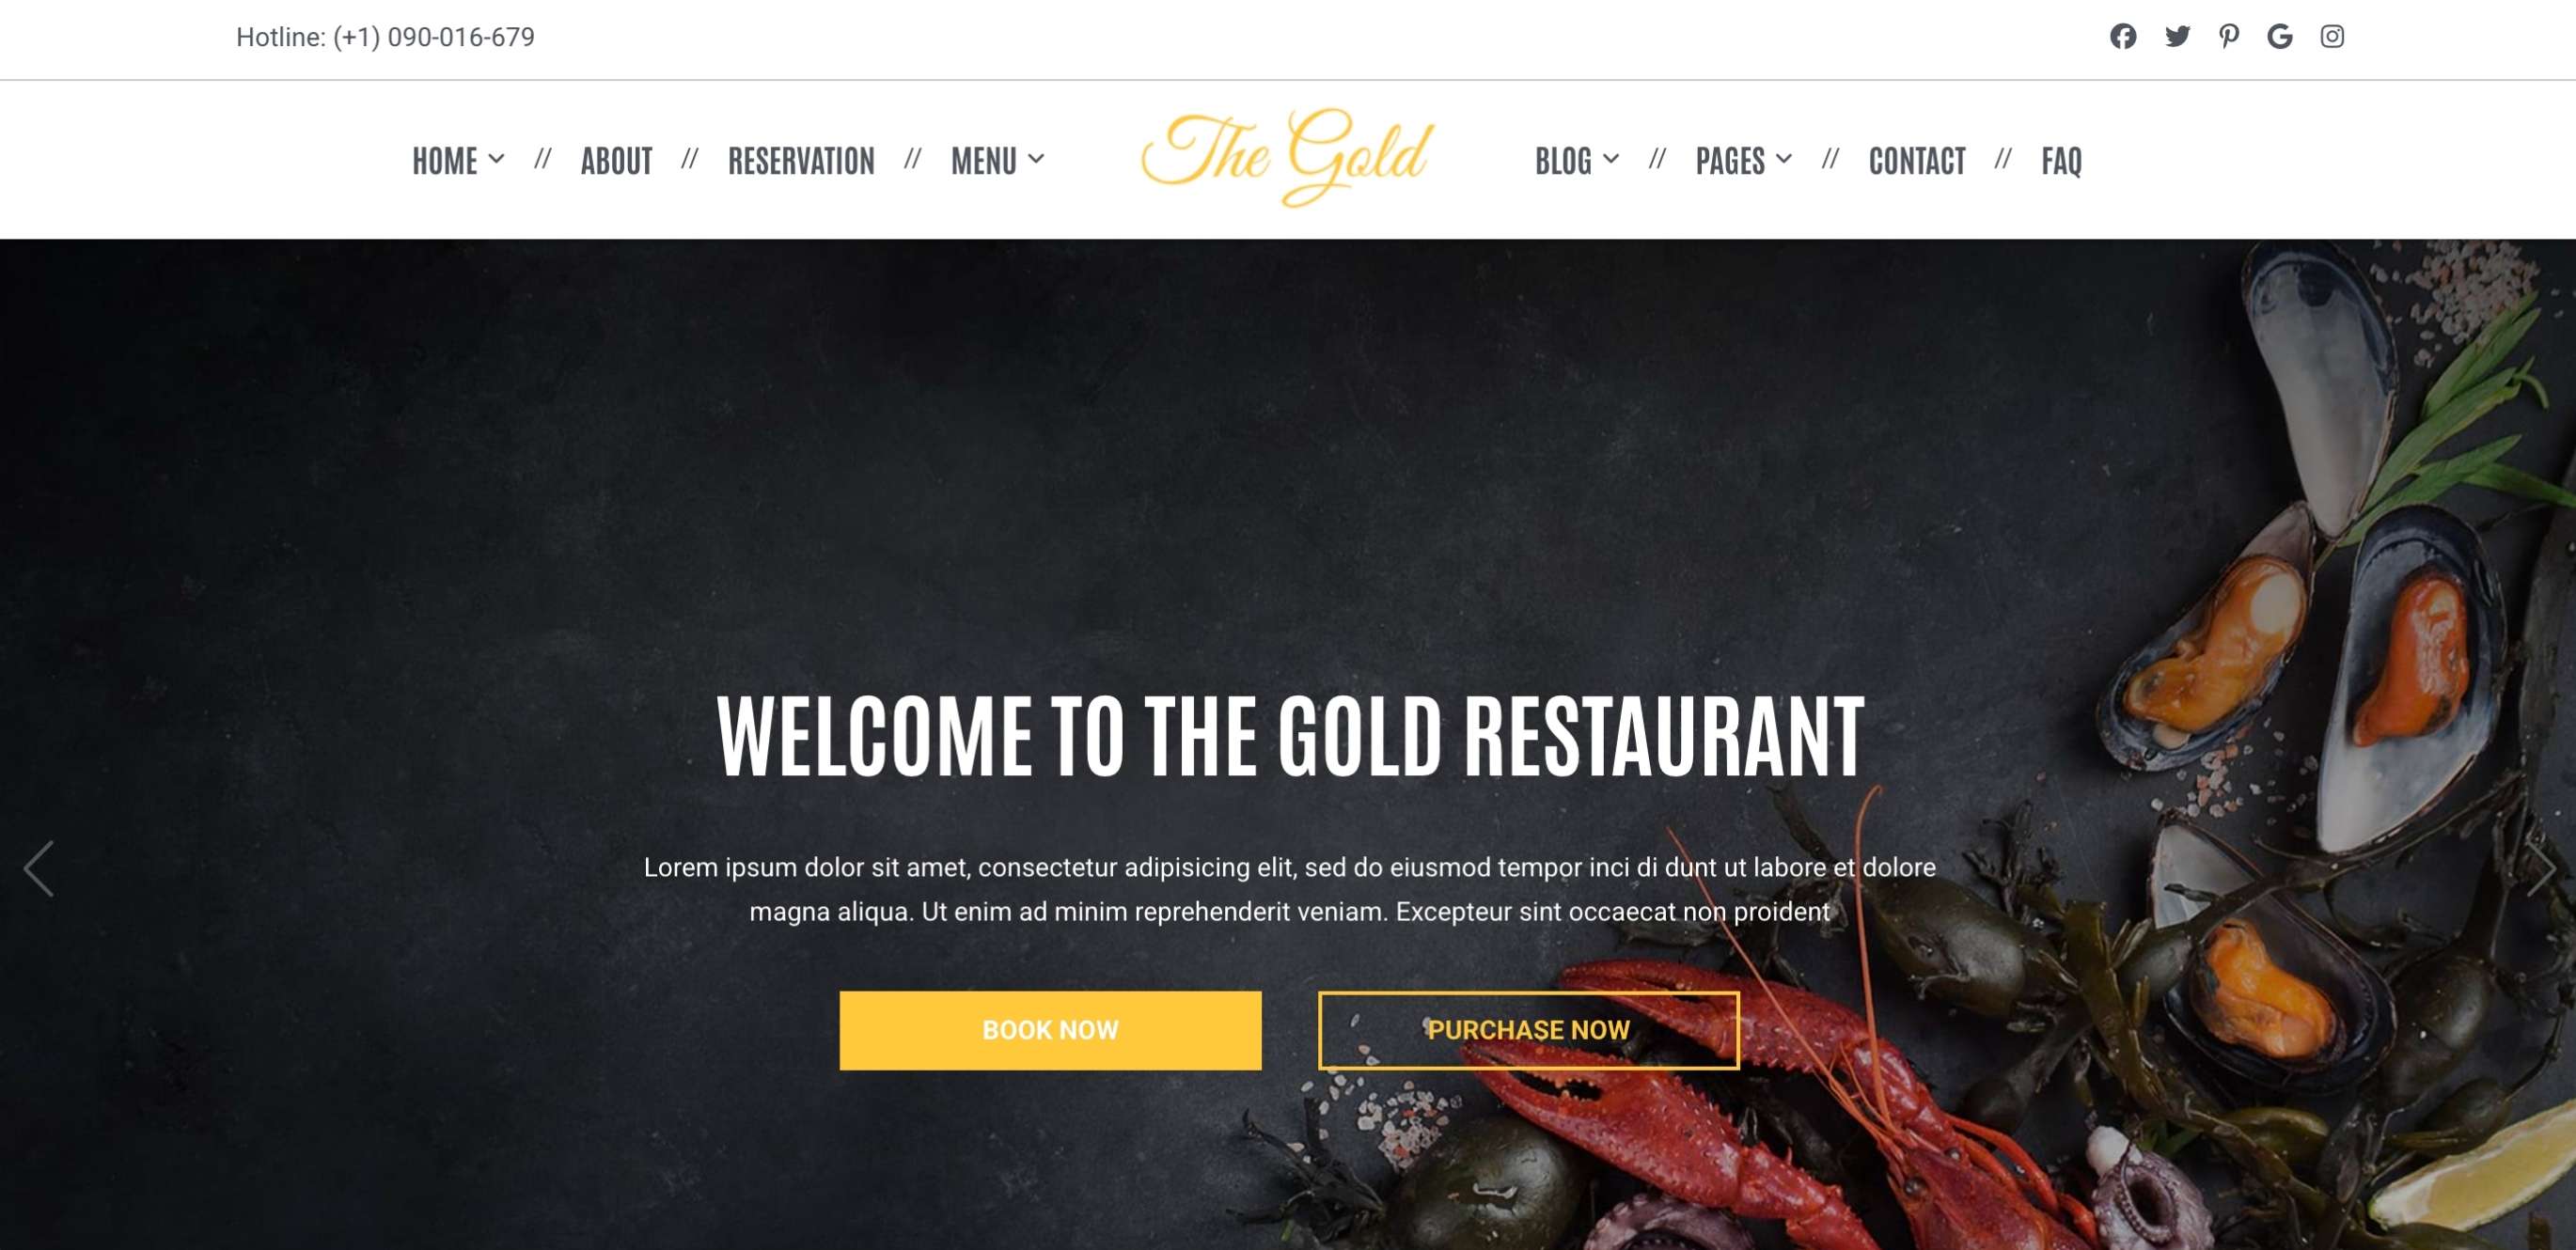 Hotline: (+1) 090-016-679
HOME // ABOUT // RESERVATION // MENU The Gold BLOG // PAGES // CONTACT // FAQ
WELCOME TO THE GOLD RESTAURANT
Lorem ipsum dolor sit amet, consectetur adipisicing elit, sed do eiusmod tempor inci di dunt ut labore et dolore
magna aliqua. Ut enim ad minim reprehenderit veniam. Excepteur sint occaecat non proident
BOOK NOW PURCHASE NOW